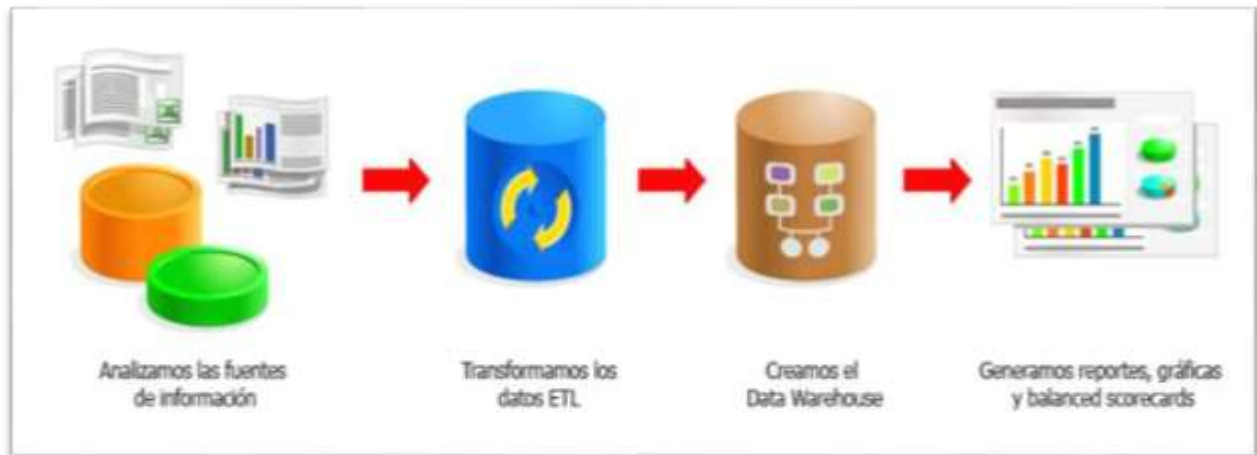 Analizamos las fuentes
de información
Transformamos los
datos ETL
Creamos el
Data Warehouse
Generamos reportes, gráficas
y balanced scorecards